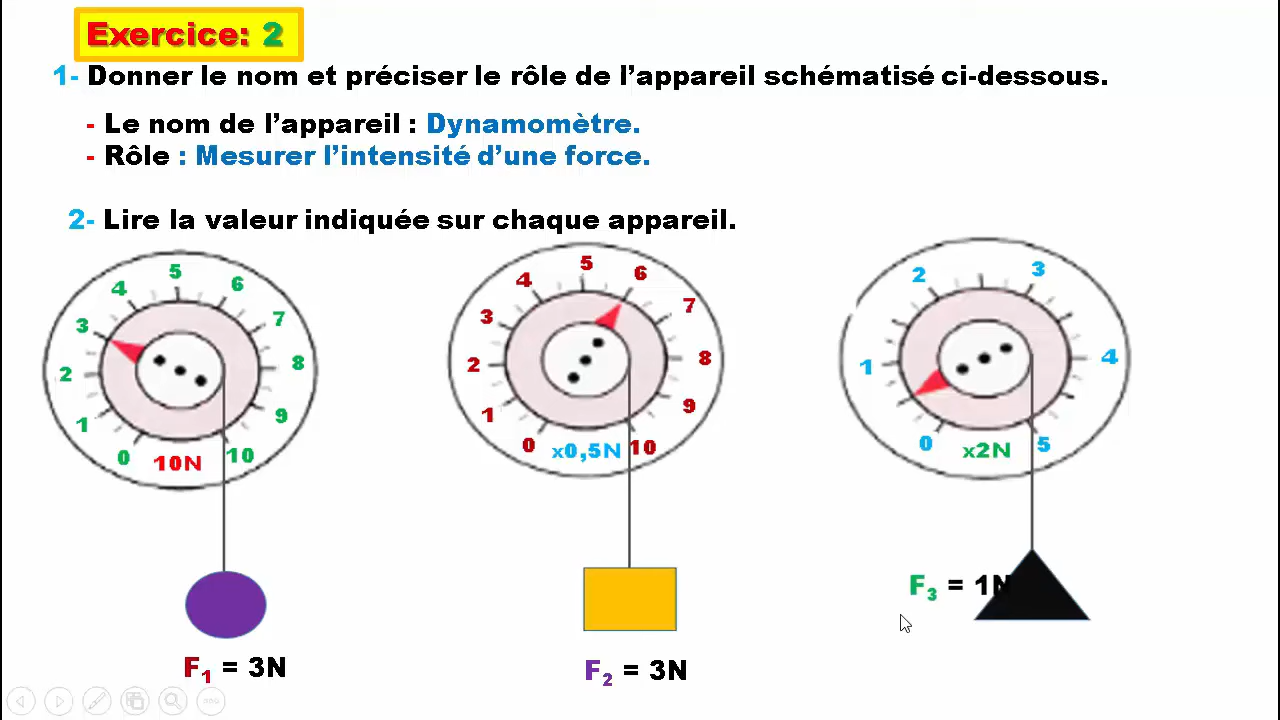 Exercice: 2
1- Donner le nom et préciser le rôle de l’appareil schématisé ci-dessous.
- Le nom de l’appareil : Dynamomètre.
- Rôle : Mesurer l’intensité d’une force.
2- Lire la valeur indiquée sur chaque appareil.
0 1 2 3 4 5 6 7 8 9 10
10N
0 1 2 3 4 5 6 7 8 9 10
x0,5N
0 1 2 3 4 5
x2N
F1 = 3N
F2 = 3N
F3 = 1N